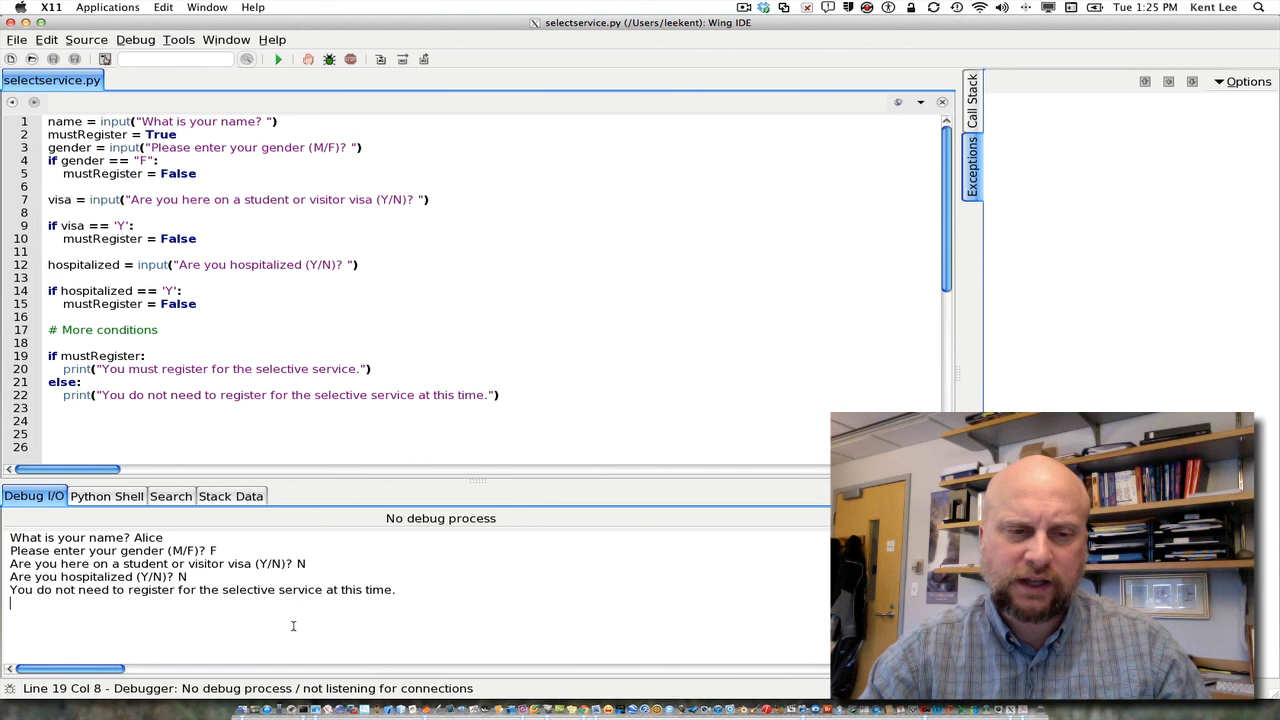 X11 Applications Edit Window Help Tue 1:25 PM Kent Lee
selectservice.py (/Users/leekent): Wing IDE
File Edit Source Debug Tools Window Help
selectservice.py
Options
Call Stack
Exceptions
1 name = input("What is your name? ")
2 mustRegister = True
3 gender = input("Please enter your gender (M/F)? ")
4 if gender == "F":
5 mustRegister = False
6
7 visa = input("Are you here on a student or visitor visa (Y/N)? ")
8
9 if visa == 'Y':
10 mustRegister = False
11
12 hospitalized = input("Are you hospitalized (Y/N)? ")
13
14 if hospitalized == 'Y':
15 mustRegister = False
16
17 # More conditions
18
19 if mustRegister:
20 print("You must register for the selective service.")
21 else:
22 print("You do not need to register for the selective service at this time.")
23
24
25
26
Debug I/O Python Shell Search Stack Data
No debug process
What is your name? Alice
Please enter your gender (M/F)? F
Are you here on a student or visitor visa (Y/N)? N
Are you hospitalized (Y/N)? N
You do not need to register for the selective service at this time.
Line 19 Col 8 - Debugger: No debug process / not listening for connections